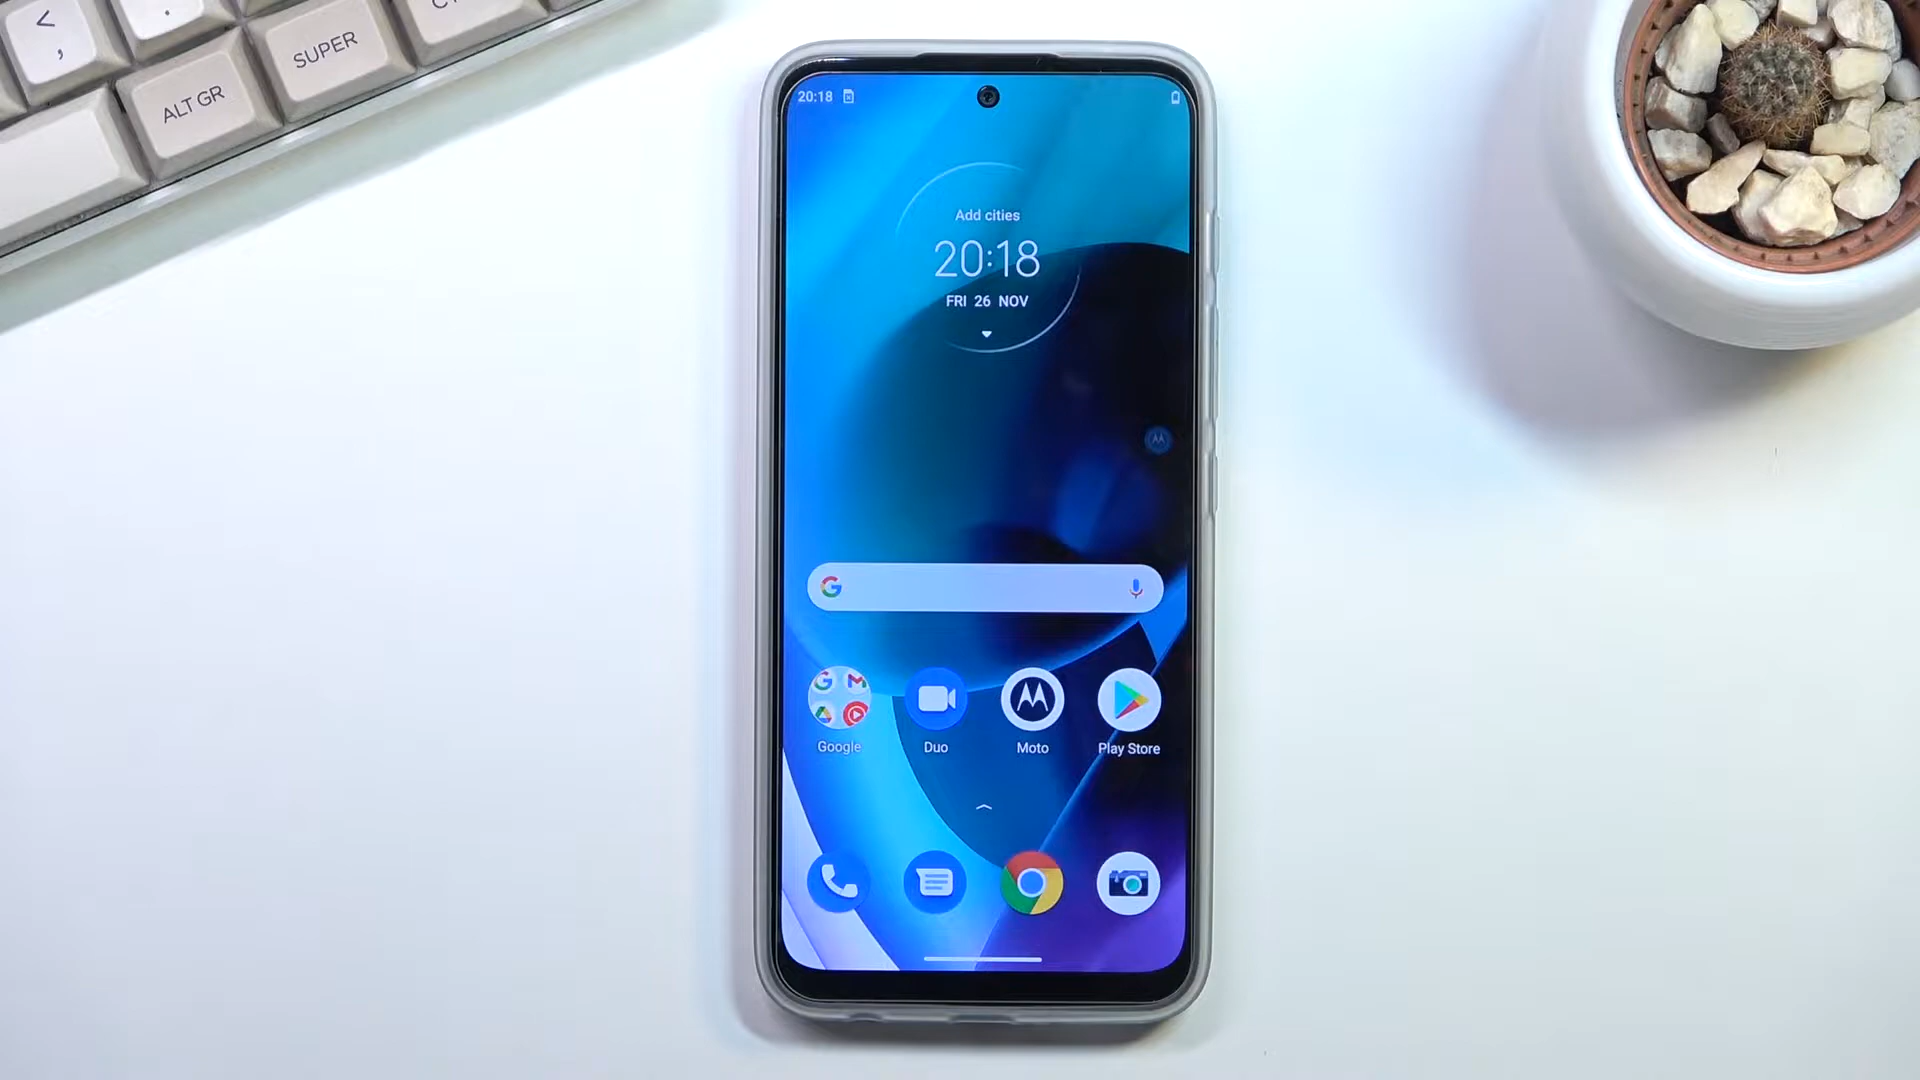 <
,
.
ALT GR
SUPER
20:18
Add cities
20:18
FRI 26 NOV
Google
Duo
Moto
Play Store